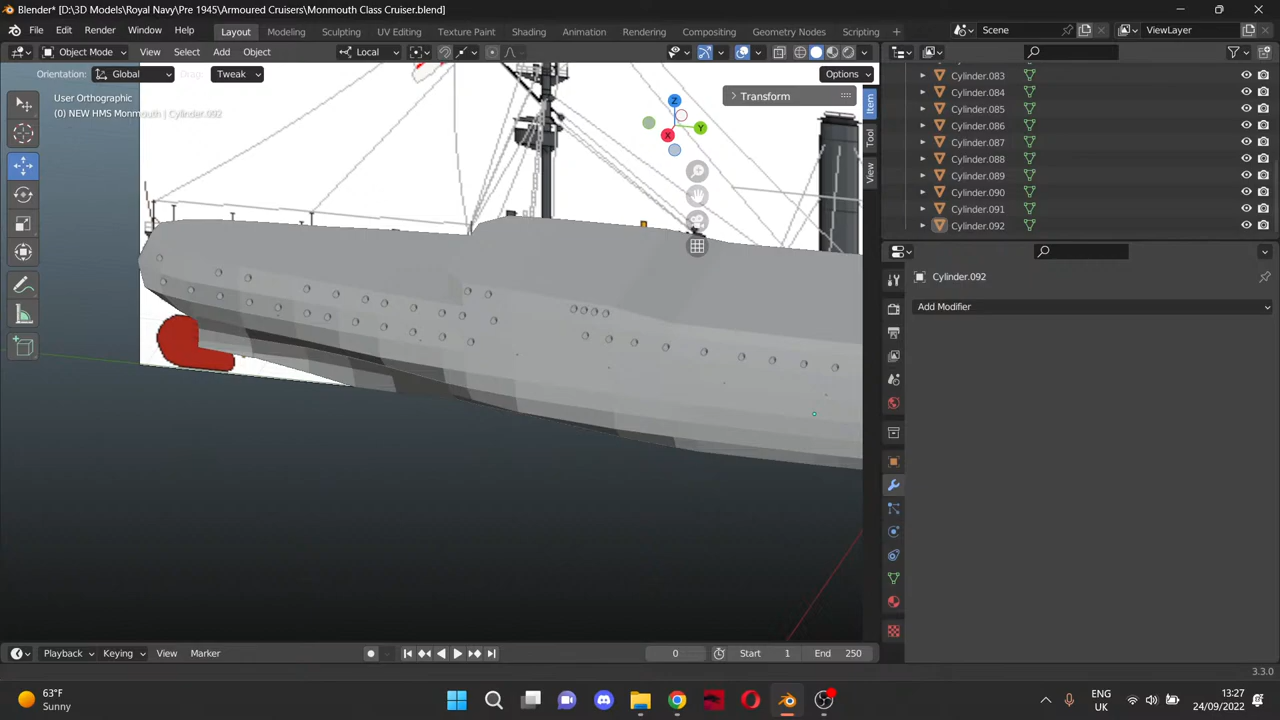 Blender* [D:\3D Models\Royal Navy\Pre 1945\Armoured Cruisers\Monmouth Class Cruiser.blend]
File Edit Render Window Help Layout Modeling Sculpting UV Editing Texture Paint Shading Animation Rendering Compositing Geometry Nodes Scripting + Scene ViewLayer
Object Mode View Select Add Object Local
Orientation: Global Drag: Tweak Options
User Orthographic
(0) NEW HMS Monmouth | Cylinder.092
Transform
Item
Tool
View
Z
Y
X
Cylinder.083
Cylinder.084
Cylinder.085
Cylinder.086
Cylinder.087
Cylinder.088
Cylinder.089
Cylinder.090
Cylinder.091
Cylinder.092
Cylinder.092
Add Modifier
Playback Keying View Marker 0 Start 1 End 250
3.3.0
63°F
Sunny
ENG
UK
13:27
24/09/2022